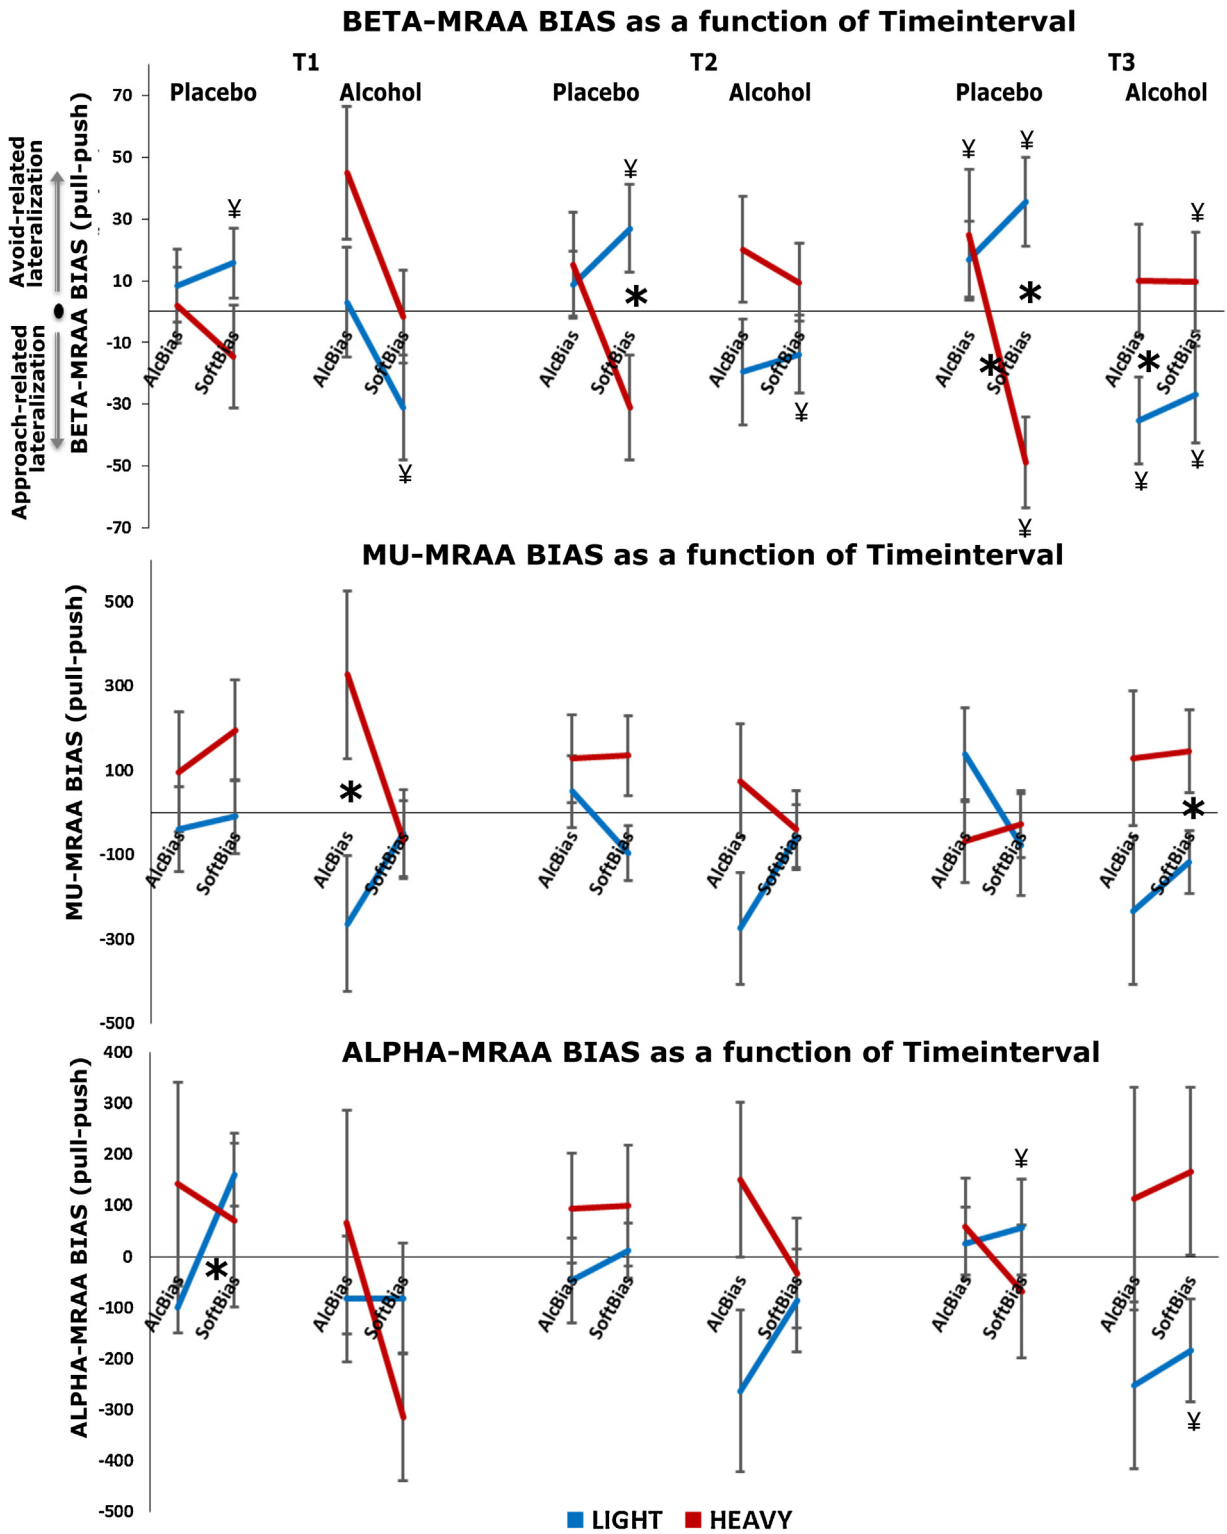 BETA-MRAA BIAS as a function of Timeinterval
T1 T2 T3
Placebo Alcohol Placebo Alcohol Placebo Alcohol
Avoid-related
lateralization
Approach-related
lateralization
BETA-MRAA BIAS (pull-push)
70
50
30
10
-10
-30
-50
-70
¥ ¥ ¥ ¥ ¥ ¥ ¥ ¥ ¥ ¥
* * * *
AlcBias SoftBias AlcBias SoftBias AlcBias SoftBias AlcBias SoftBias AlcBias SoftBias AlcBias SoftBias
MU-MRAA BIAS as a function of Timeinterval
MU-MRAA BIAS (pull-push)
500
300
100
-100
-300
-500
* *
AlcBias SoftBias AlcBias SoftBias AlcBias SoftBias AlcBias SoftBias AlcBias SoftBias AlcBias SoftBias
ALPHA-MRAA BIAS as a function of Timeinterval
ALPHA-MRAA BIAS (pull-push)
400
300
200
100
0
-100
-200
-300
-400
-500
¥ ¥
*
AlcBias SoftBias AlcBias SoftBias AlcBias SoftBias AlcBias SoftBias AlcBias SoftBias AlcBias SoftBias
LIGHT HEAVY